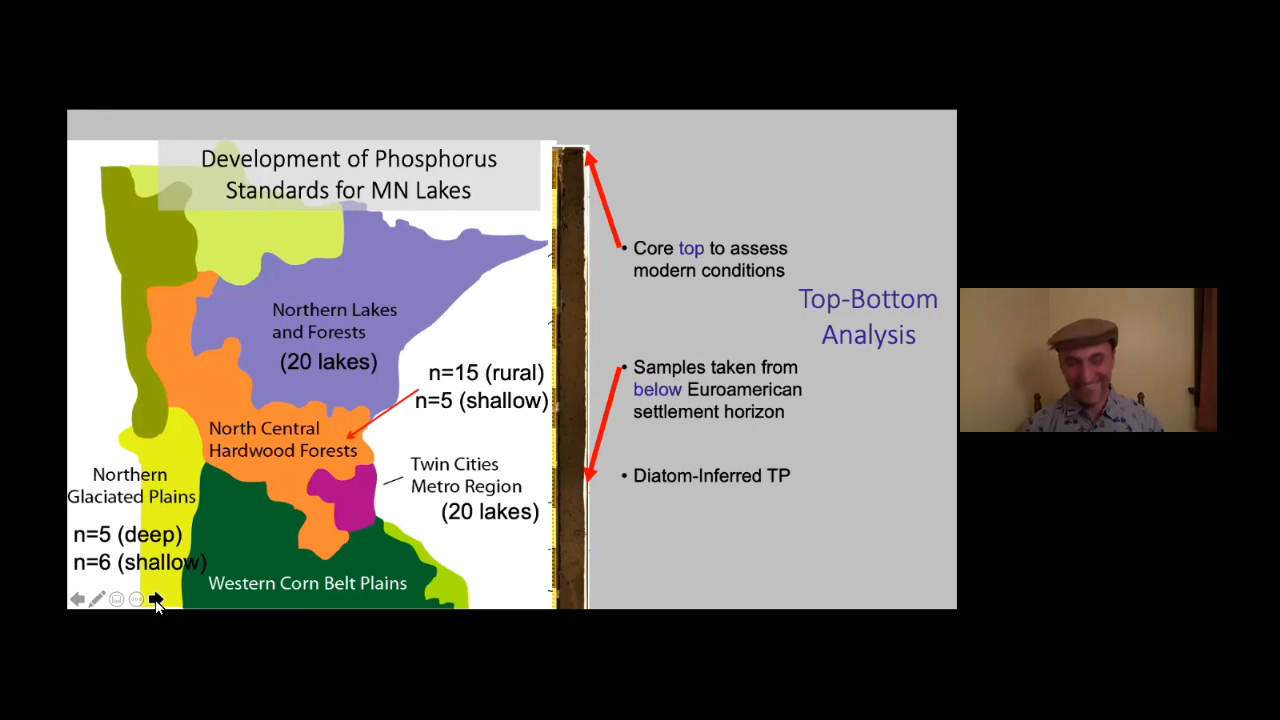 Development of Phosphorus
Standards for MN Lakes
Northern Lakes
and Forests
(20 lakes)
n=15 (rural)
n=5 (shallow)
North Central
Hardwood Forests
Twin Cities
Metro Region
(20 lakes)
Northern
Glaciated Plains
n=5 (deep)
n=6 (shallow)
Western Corn Belt Plains
• Core top to assess
modern conditions
Top-Bottom
Analysis
• Samples taken from
below Euroamerican
settlement horizon
• Diatom-Inferred TP